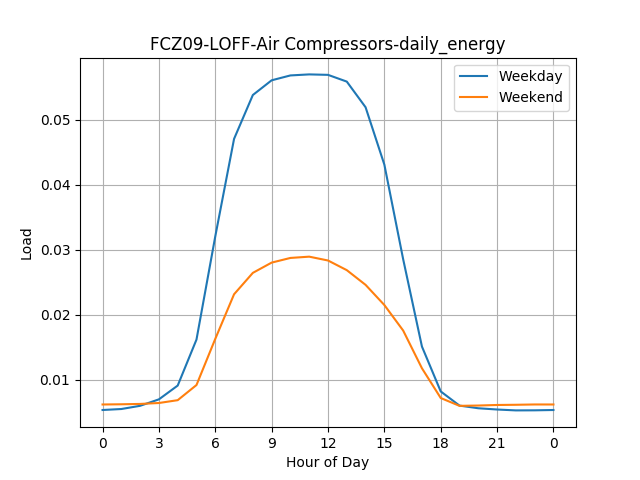 FCZ09-LOFF-Air Compressors-daily_energy
Weekday
Weekend
Load
0.05
0.04
0.03
0.02
0.01
0 3 6 9 12 15 18 21 0
Hour of Day